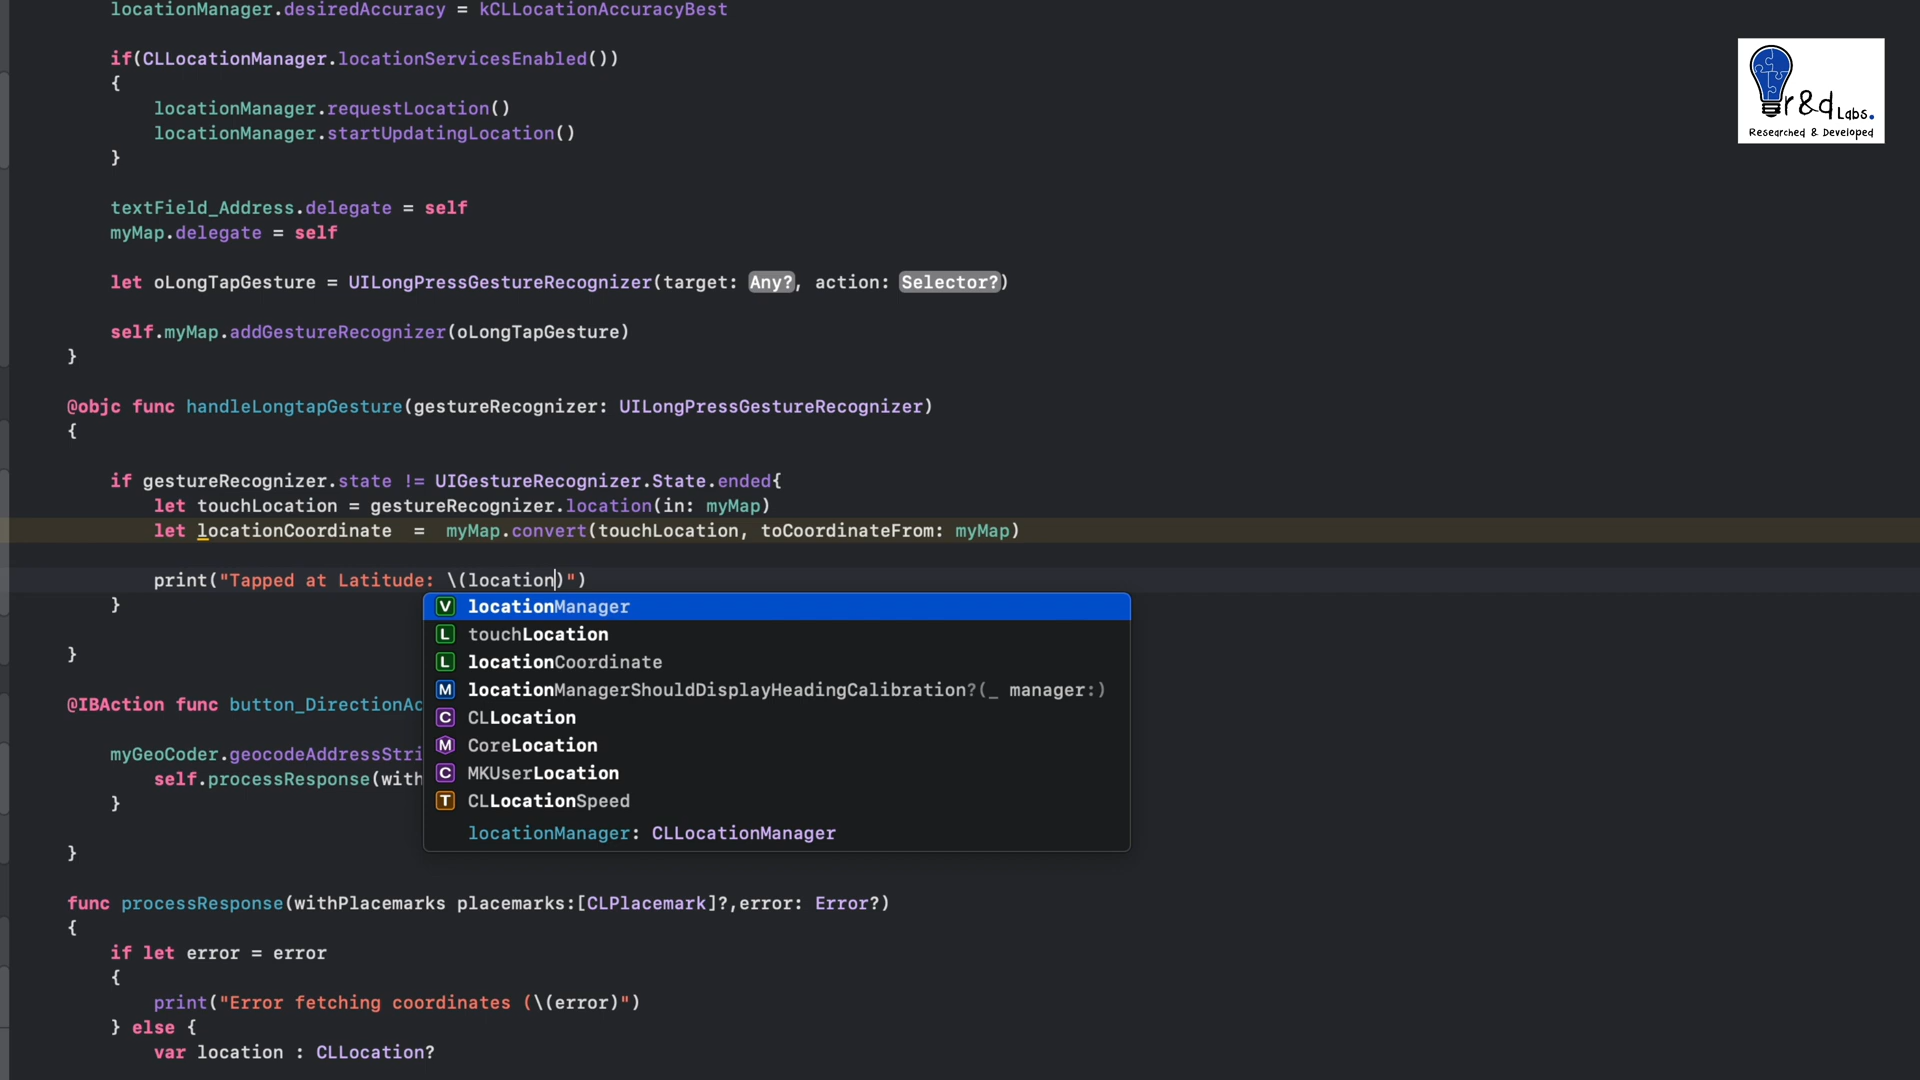 locationManager.desiredAccuracy = kCLLocationAccuracyBest
if(CLLocationManager.locationServicesEnabled())
{
locationManager.requestLocation()
locationManager.startUpdatingLocation()
}
textField_Address.delegate = self
myMap.delegate = self
let oLongTapGesture = UILongPressGestureRecognizer(target: Any?, action: Selector?)
self.myMap.addGestureRecognizer(oLongTapGesture)
}
@objc func handleLongtapGesture(gestureRecognizer: UILongPressGestureRecognizer)
{
if gestureRecognizer.state != UIGestureRecognizer.State.ended{
let touchLocation = gestureRecognizer.location(in: myMap)
let locationCoordinate  =  myMap.convert(touchLocation, toCoordinateFrom: myMap)
print("Tapped at Latitude: \(location)")
}
locationManager
touchLocation
locationCoordinate
locationManagerShouldDisplayHeadingCalibration?(_ manager:)
CLLocation
CoreLocation
MKUserLocation
CLLocationSpeed
locationManager: CLLocationManager
}
@IBAction func button_DirectionAc
myGeoCoder.geocodeAddressStri
self.processResponse(with
}
}
func processResponse(withPlacemarks placemarks:[CLPlacemark]?,error: Error?)
{
if let error = error
{
print("Error fetching coordinates (\(error)")
} else {
var location : CLLocation?
r&d Labs.
Researched & Developed